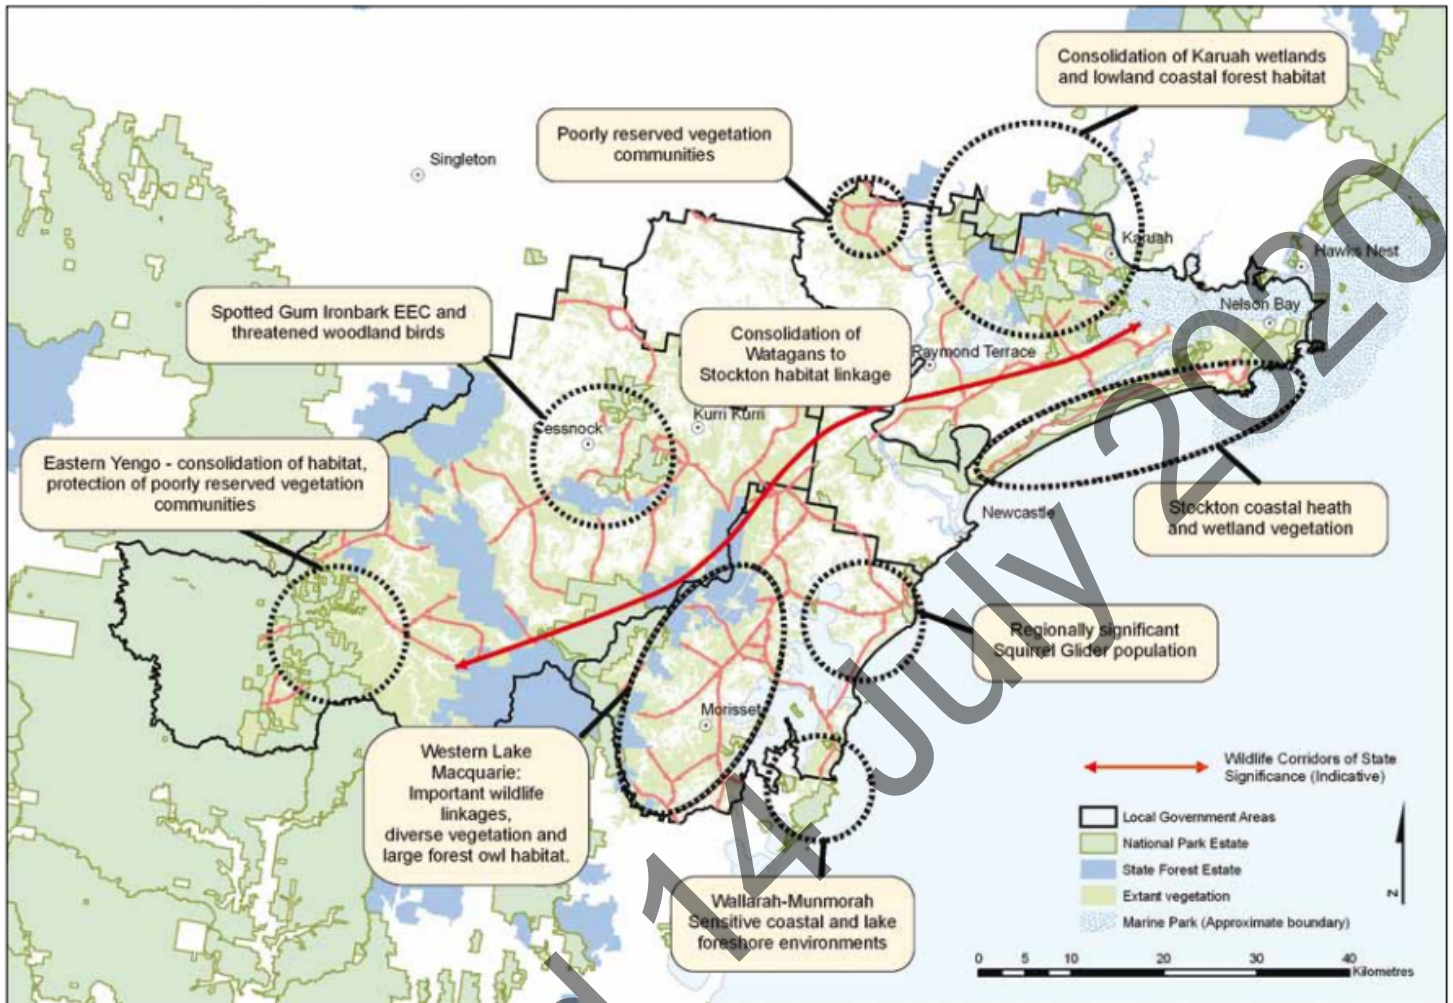 Consolidation of Karuah wetlands
and lowland coastal forest habitat
Poorly reserved vegetation
communities
Singleton
Karuah
Hawks Nest
Spotted Gum Ironbark EEC and
threatened woodland birds
Nelson Bay
Consolidation of
Watagans to
Stockton habitat linkage
Raymond Terrace
Kurri Kurri
Cessnock
Eastern Yengo - consolidation of habitat,
protection of poorly reserved vegetation
communities
Stockton coastal heath
and wetland vegetation
Newcastle
Regionally significant
Squirrel Glider population
Morisset
Western Lake
Macquarie:
Important wildlife
linkages,
diverse vegetation and
large forest owl habitat.
Wallarah-Munmorah
Sensitive coastal and lake
foreshore environments
Wildlife Corridors of State
Significance (Indicative)
Local Government Areas
National Park Estate
State Forest Estate
Extant vegetation
Marine Park (Approximate boundary)
N
0 5 10 20 30 40
Kilometres
14 July 2020